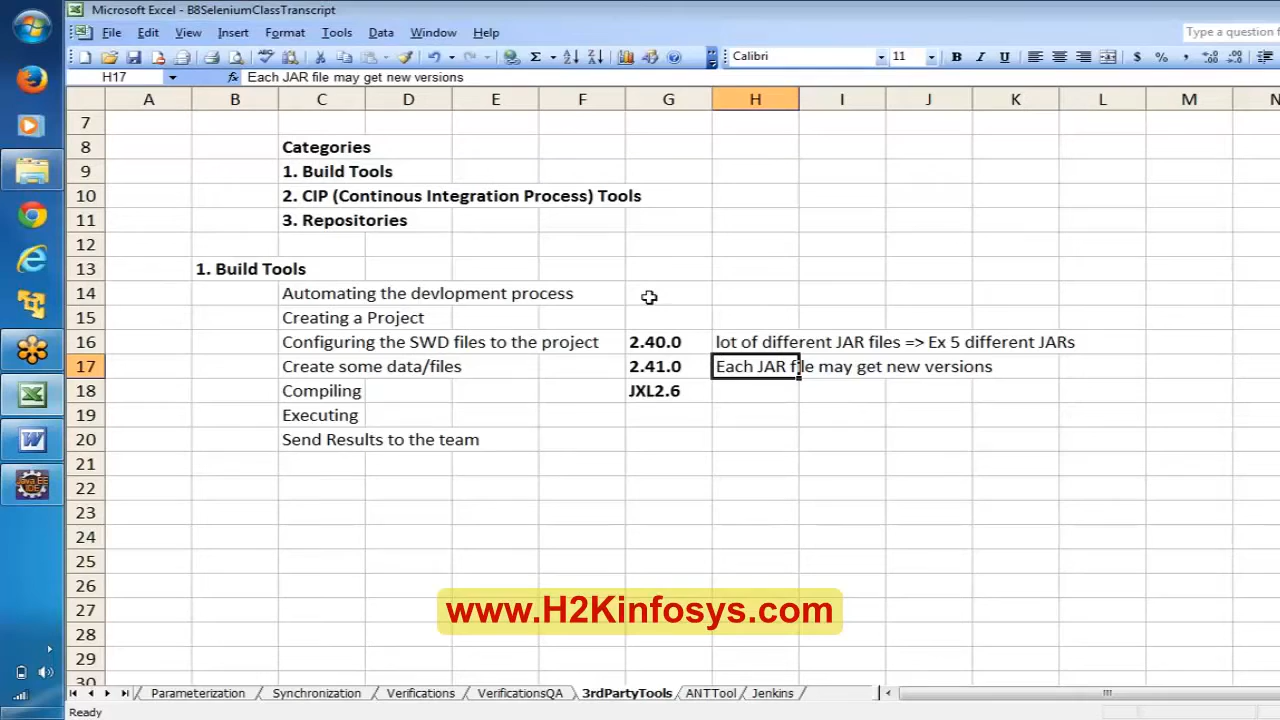 Microsoft Excel - B8SeleniumClassTranscript
File Edit View Insert Format Tools Data Window Help
Type a question f
Calibri 11 B I U $ % ,
H17 fx Each JAR file may get new versions
A B C D E F G H I J K L M N
7
8 Categories
9 1. Build Tools
10 2. CIP (Continous Integration Process) Tools
11 3. Repositories
12
13 1. Build Tools
14 Automating the devlopment process
15 Creating a Project
16 Configuring the SWD files to the project 2.40.0 lot of different JAR files => Ex 5 different JARs
17 Create some data/files 2.41.0 Each JAR file may get new versions
18 Compiling JXL2.6
19 Executing
20 Send Results to the team
21
22
23
24
25
26
27
28
29
30
www.H2Kinfosys.com
Parameterization Synchronization Verifications VerificationsQA 3rdPartyTools ANTTool Jenkins
Ready